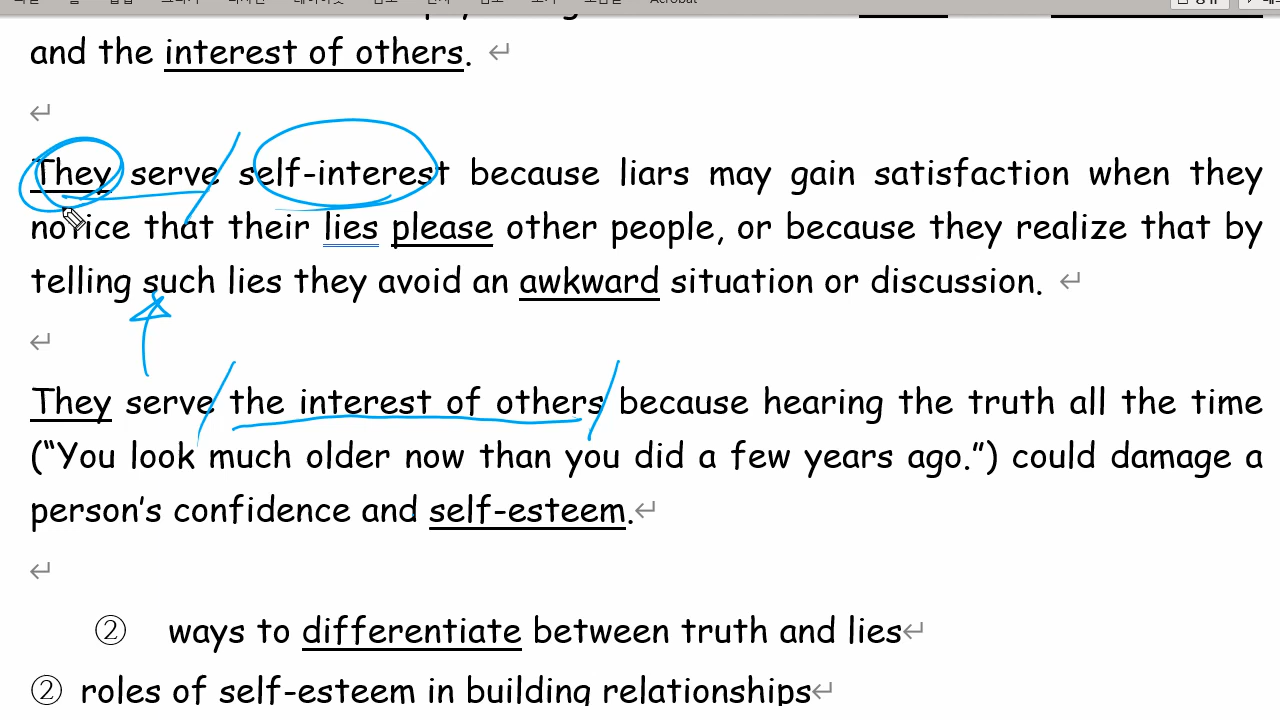 and the interest of others. ↵
↵
They serve self-interest because liars may gain satisfaction when they
notice that their lies please other people, or because they realize that by
telling such lies they avoid an awkward situation or discussion. ↵
↵
They serve the interest of others because hearing the truth all the time
(“You look much older now than you did a few years ago.”) could damage a
person’s confidence and self-esteem.↵
↵
② ways to differentiate between truth and lies↵
② roles of self-esteem in building relationships↵